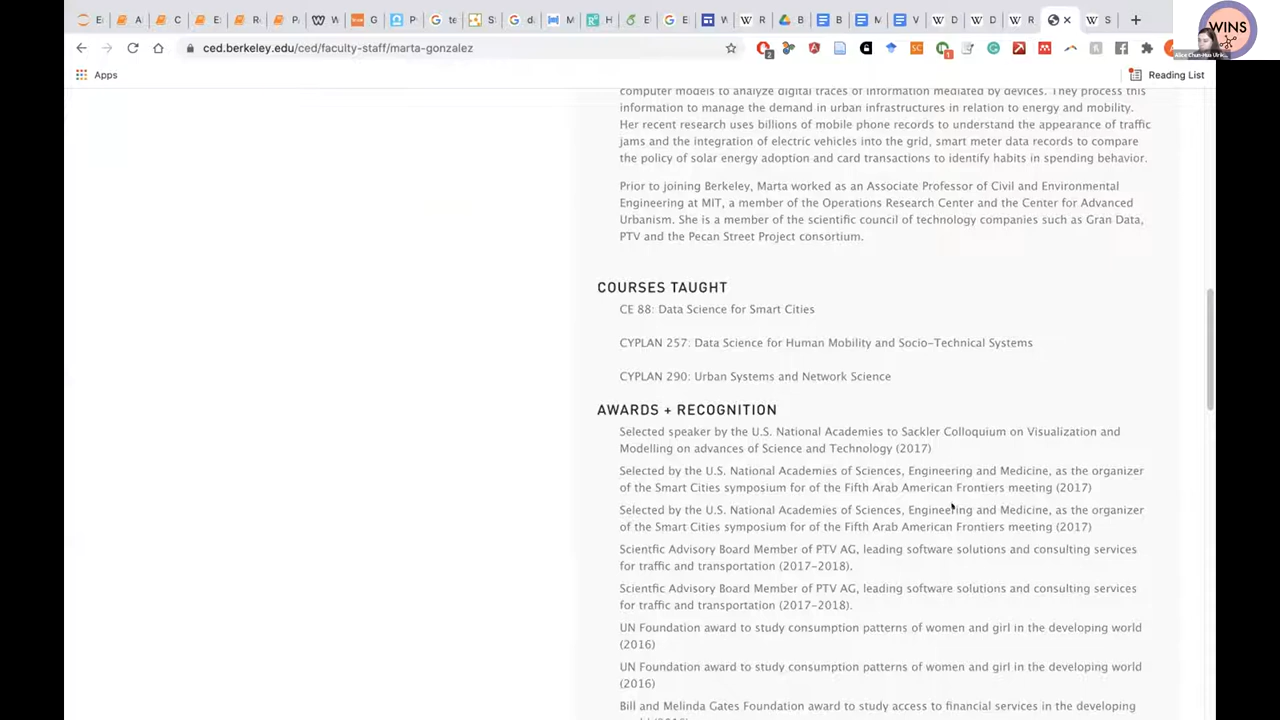 WINS
Alice Chun-Hua
ced.berkeley.edu/ced/faculty-staff/marta-gonzalez
Apps
Reading List
computer models to analyze digital traces of information mediated by devices. They process this
information to manage the demand in urban infrastructures in relation to energy and mobility.
Her recent research uses billions of mobile phone records to understand the appearance of traffic
jams and the integration of electric vehicles into the grid, smart meter data records to compare
the policy of solar energy adoption and card transactions to identify habits in spending behavior.
Prior to joining Berkeley, Marta worked as an Associate Professor of Civil and Environmental
Engineering at MIT, a member of the Operations Research Center and the Center for Advanced
Urbanism. She is a member of the scientific council of technology companies such as Gran Data,
PTV and the Pecan Street Project consortium.
COURSES TAUGHT
CE 88: Data Science for Smart Cities
CYPLAN 257: Data Science for Human Mobility and Socio-Technical Systems
CYPLAN 290: Urban Systems and Network Science
AWARDS + RECOGNITION
Selected speaker by the U.S. National Academies to Sackler Colloquium on Visualization and
Modelling on advances of Science and Technology (2017)
Selected by the U.S. National Academies of Sciences, Engineering and Medicine, as the organizer
of the Smart Cities symposium for of the Fifth Arab American Frontiers meeting (2017)
Selected by the U.S. National Academies of Sciences, Engineering and Medicine, as the organizer
of the Smart Cities symposium for of the Fifth Arab American Frontiers meeting (2017)
Scientfic Advisory Board Member of PTV AG, leading software solutions and consulting services
for traffic and transportation (2017-2018).
Scientfic Advisory Board Member of PTV AG, leading software solutions and consulting services
for traffic and transportation (2017-2018).
UN Foundation award to study consumption patterns of women and girl in the developing world
(2016)
UN Foundation award to study consumption patterns of women and girl in the developing world
(2016)
Bill and Melinda Gates Foundation award to study access to financial services in the developing